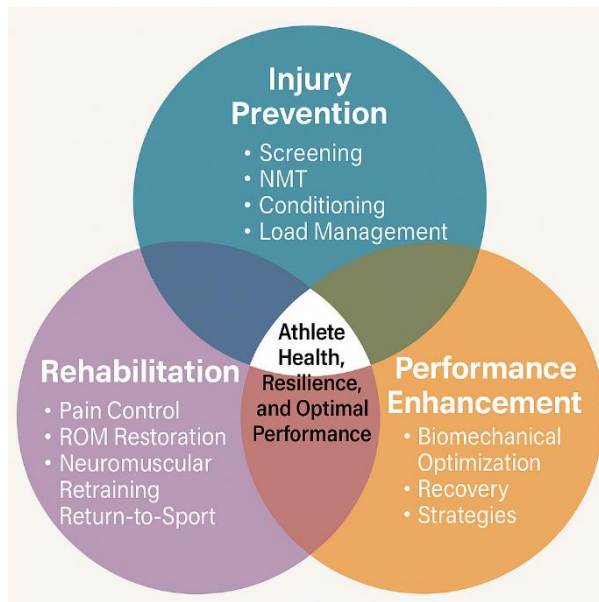 Injury
Prevention
• Screening
• NMT
• Conditioning
• Load Management
Athlete
Health,
Resilience,
and Optimal
Performance
Rehabilitation
• Pain Control
• ROM Restoration
• Neuromuscular
Retraining
Return-to-Sport
Performance
Enhancement
• Biomechanical
Optimization
• Recovery
• Strategies